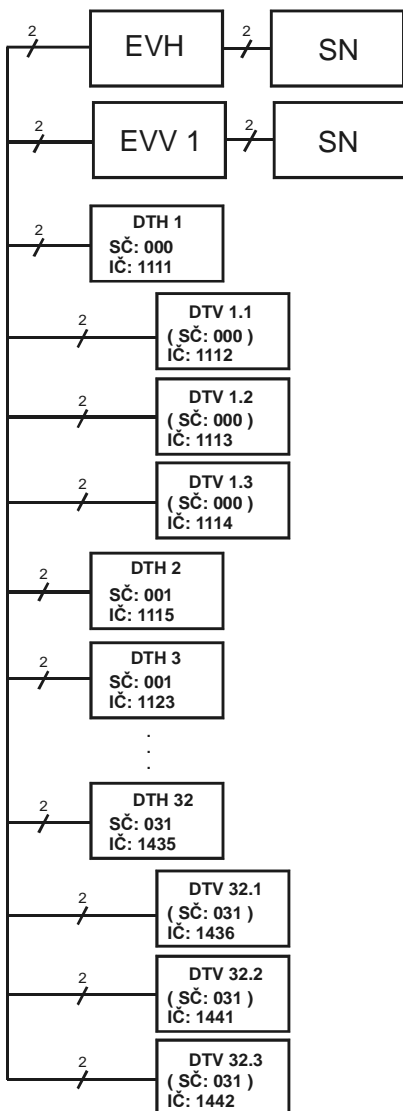 2
EVH
2
SN
2
EVV 1
2
SN
2
DTH 1
SČ: 000
IČ: 1111
2
DTV 1.1
( SČ: 000 )
IČ: 1112
2
DTV 1.2
( SČ: 000 )
IČ: 1113
2
DTV 1.3
( SČ: 000 )
IČ: 1114
2
DTH 2
SČ: 001
IČ: 1115
2
DTH 3
SČ: 001
IČ: 1123
.
.
.
2
DTH 32
SČ: 031
IČ: 1435
2
DTV 32.1
( SČ: 031 )
IČ: 1436
2
DTV 32.2
( SČ: 031 )
IČ: 1441
2
DTV 32.3
( SČ: 031 )
IČ: 1442